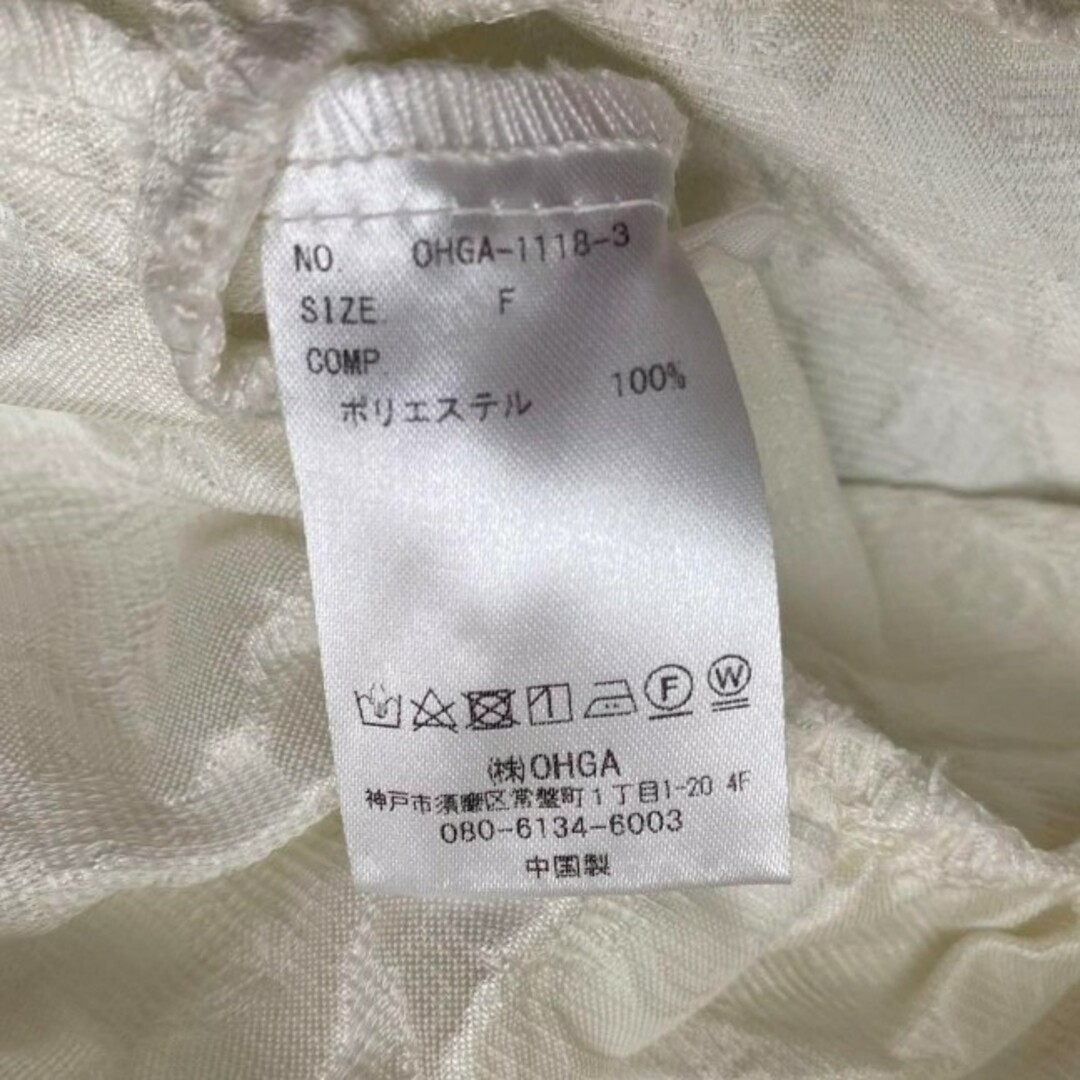 NO. OHGA-1118-3
SIZE. F
COMP.
ポリエステル 100%
F W
(株)OHGA
神戸市須磨区常盤町1丁目1-20 4F
080-6134-6003
中国製